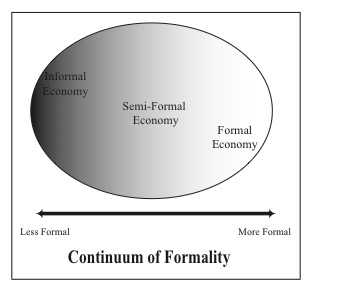 Informal
Economy
Semi-Formal
Economy
Formal
Economy
Less Formal
More Formal
Continuum of Formality